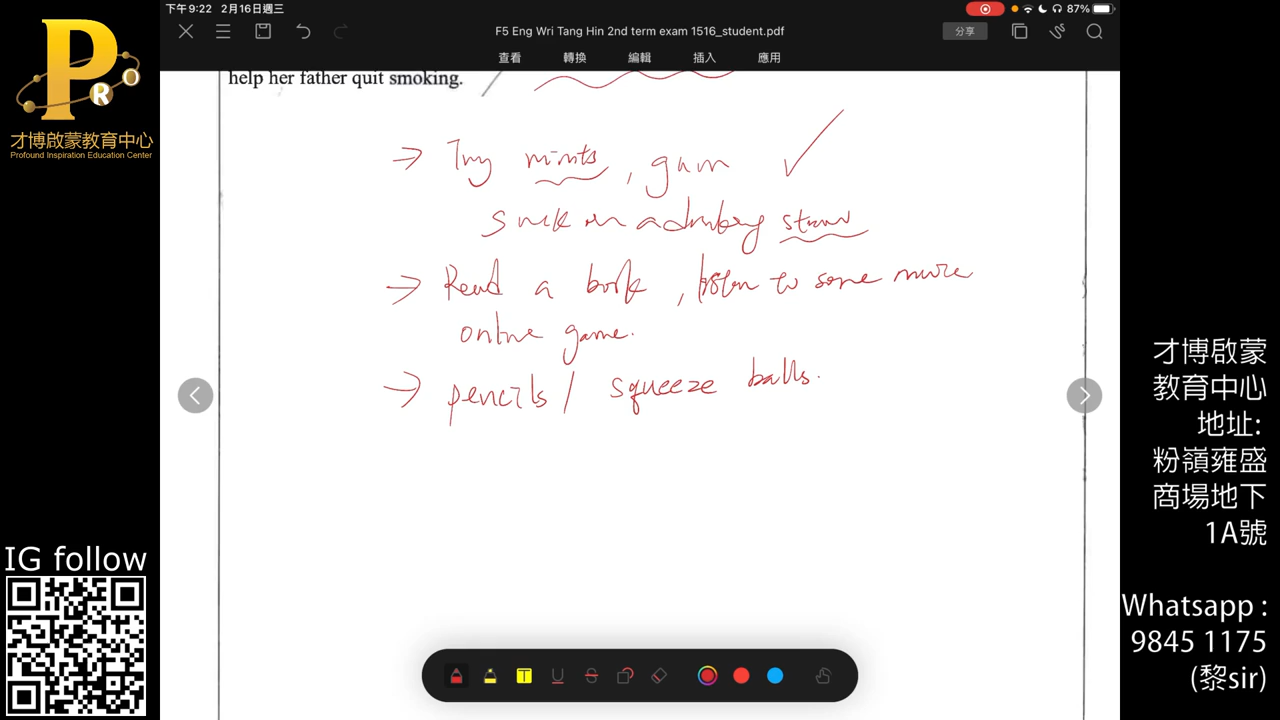 下午9:22 2月16日週三
87%
F5 Eng Wri Tang Hin 2nd term exam 1516_student.pdf
分享
查看 轉換 編輯 插入 應用
help her father quit smoking.
→ Try mints, gum ✓
suck on a drinking straw
→ Read a book, listen to some music
online game.
→ pencils / squeeze balls.
PRO
才博啟蒙教育中心
Profound Inspiration Education Center
IG follow
才博啟蒙
教育中心
地址:
粉嶺雍盛
商場地下
1A號
Whatsapp :
9845 1175
(黎sir)